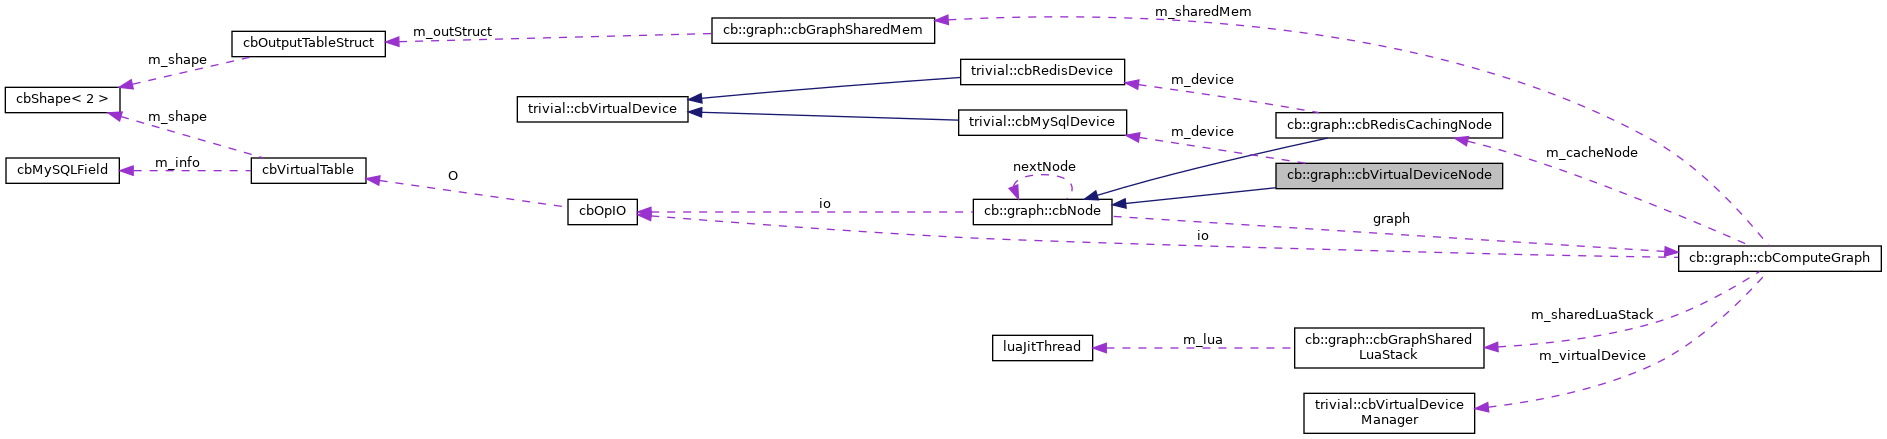 m_sharedMem
cb::graph::cbGraphSharedMem
m_outStruct
cbOutputTableStruct
m_shape
trivial::cbRedisDevice
m_device
cbShape< 2 >
trivial::cbVirtualDevice
m_shape
trivial::cbMySqlDevice
m_device
cb::graph::cbRedisCachingNode
m_cacheNode
m_info
cbMySQLField
cbVirtualTable
O
nextNode
cb::graph::cbVirtualDeviceNode
cbOpIO
io
cb::graph::cbNode
graph
io
cb::graph::cbComputeGraph
m_sharedLuaStack
luaJitThread
m_lua
cb::graph::cbGraphShared
LuaStack
m_virtualDevice
trivial::cbVirtualDevice
Manager